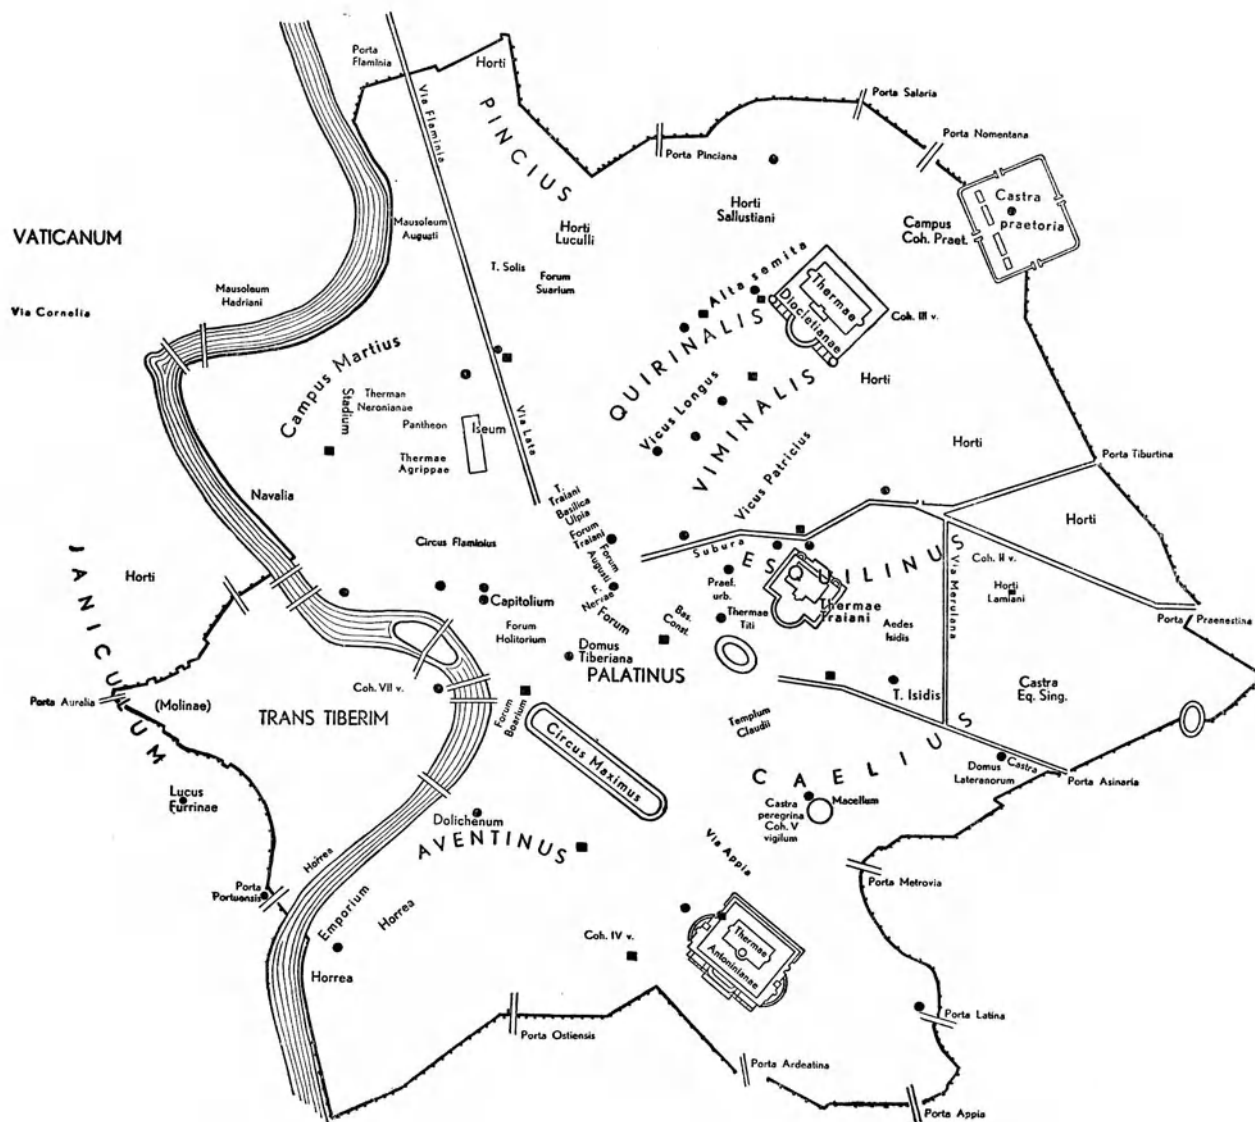 Porta
Flaminia
Horti
Via Flaminia
PINCIUS
Porta Salaria
Porta Nomentana
Porta Pinciana
Castra
praetoria
Campus
Coh. Praet.
Horti
Sallustiani
Mausoleum
Augusti
Horti
Luculli
VATICANUM
T. Solis
Forum
Suarium
Alta semita
Thermae
Diocletianae
Mausoleum
Hadriani
Via Cornelia
Coh. III v.
QUIRINALIS
Campus Martius
Stadium
Therman
Neronianae
Pantheon
Iseum
Via Lata
Thermae
Agrippae
Vicus Longus
VIMINALIS
Horti
Vicus Patricius
Horti
Porta Tiburtina
Navalia
T.
Traiani
Basilica
Ulpia
Forum
Traiani
Forum
Augusti
F.
Nervae
Forum
Horti
Circus Flaminius
Subura
ESQUILINUS
Via Merulana
Coh. II v.
Horti
Lamiani
JANICULUM
Horti
Praef.
urb.
Capitolium
Forum
Holitorium
Bas.
Const.
Thermae
Titi
Thermae
Traiani
Aedes
Isidis
Porta Praenestina
Domus
Tiberiana
PALATINUS
Porta Aurelia
(Molinae)
TRANS TIBERIM
Coh. VII v.
Forum
Boarium
T. Isidis
Castra
Eq. Sing.
Templum
Claudii
Circus Maximus
CAELIUS
Domus
Lateranorum
Castra
Porta Asinaria
Lucus
Furrinae
Dolichenum
AVENTINUS
Castra
peregrina
Coh. V
vigilum
Macellum
Via Appia
Horrea
Porta
Portuensis
Porta Metrovia
Emporium
Horrea
Coh. IV v.
Thermae
Antoninianae
Horrea
Porta Latina
Porta Ostiensis
Porta Ardeatina
Porta Appia